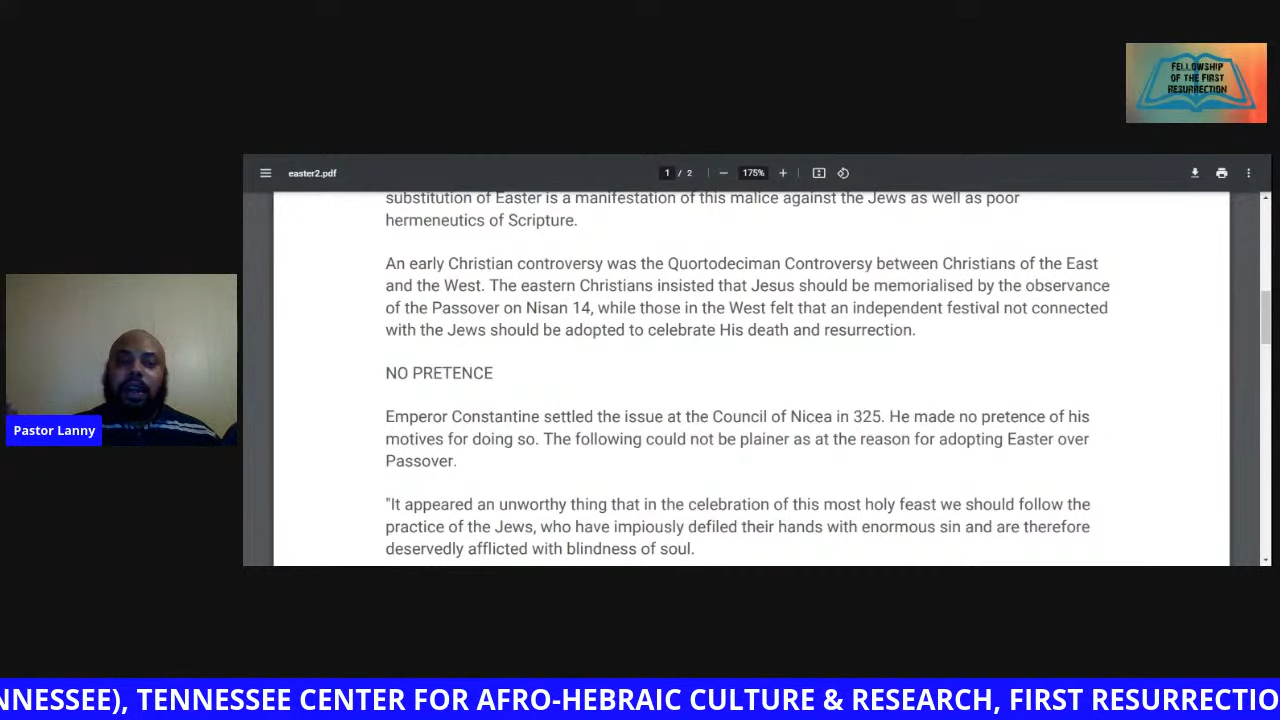 FELLOWSHIP
OF THE FIRST
RESURRECTION
easter2.pdf
1 / 2
175%
substitution of Easter is a manifestation of this malice against the Jews as well as poor
hermeneutics of Scripture.
An early Christian controversy was the Quortodeciman Controversy between Christians of the East
and the West. The eastern Christians insisted that Jesus should be memorialised by the observance
of the Passover on Nisan 14, while those in the West felt that an independent festival not connected
with the Jews should be adopted to celebrate His death and resurrection.
NO PRETENCE
Emperor Constantine settled the issue at the Council of Nicea in 325. He made no pretence of his
motives for doing so. The following could not be plainer as at the reason for adopting Easter over
Passover.
"It appeared an unworthy thing that in the celebration of this most holy feast we should follow the
practice of the Jews, who have impiously defiled their hands with enormous sin and are therefore
deservedly afflicted with blindness of soul.
Pastor Lanny
NNESSEE), TENNESSEE CENTER FOR AFRO-HEBRAIC CULTURE & RESEARCH, FIRST RESURRECTIO